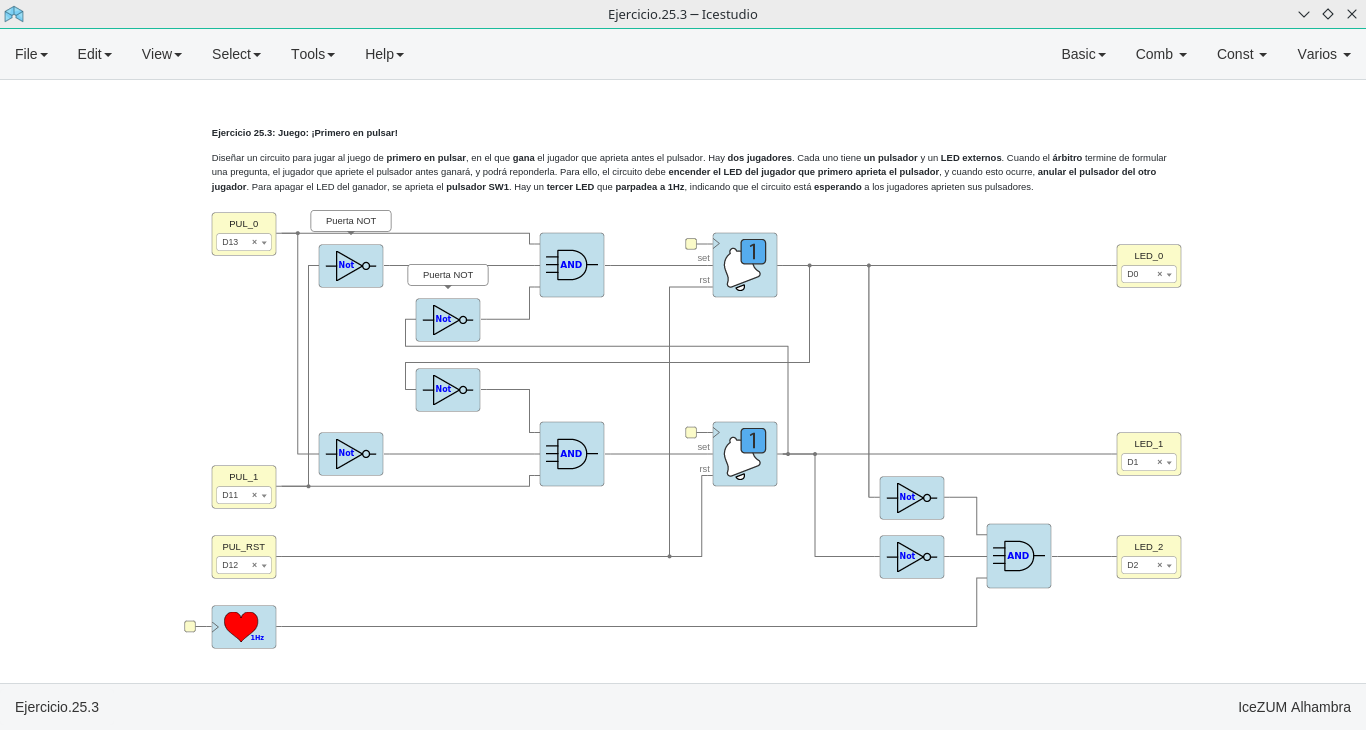 Ejercicio.25.3 – Icestudio
File Edit View Select Tools Help Basic Comb Const Varios
Ejercicio 25.3: Juego: ¡Primero en pulsar!
Diseñar un circuito para jugar al juego de primero en pulsar, en el que gana el jugador que aprieta antes el pulsador. Hay dos jugadores. Cada uno tiene un pulsador y un LED externos. Cuando el árbitro termine de formular
una pregunta, el jugador que apriete el pulsador antes ganará, y podrá reponderla. Para ello, el circuito debe encender el LED del jugador que primero aprieta el pulsador, y cuando esto ocurre, anular el pulsador del otro
jugador. Para apagar el LED del ganador, se aprieta el pulsador SW1. Hay un tercer LED que parpadea a 1Hz, indicando que el circuito está esperando a los jugadores aprieten sus pulsadores.
PUL_0
D13 ×
Puerta NOT
Not
Puerta NOT
Not
AND
set
rst
1
LED_0
D0 ×
Not
Not
AND
set
rst
1
LED_1
D1 ×
PUL_1
D11 ×
Not
PUL_RST
D12 ×
Not
AND
LED_2
D2 ×
1Hz
Ejercicio.25.3
IceZUM Alhambra